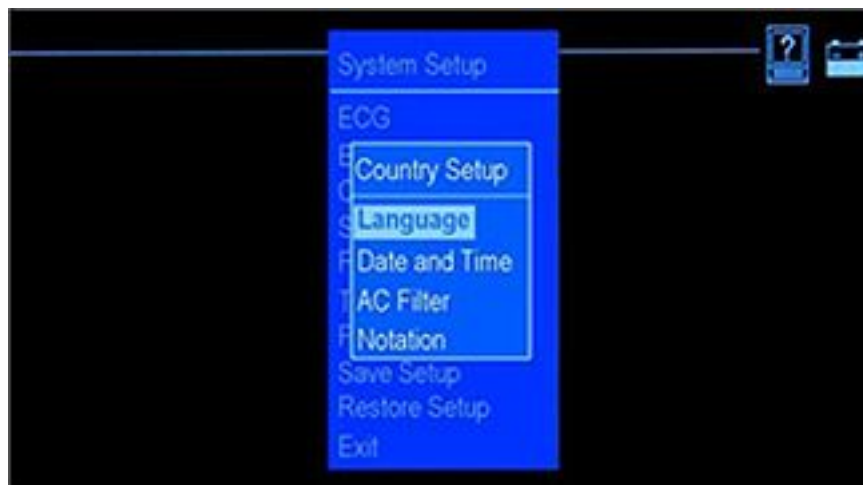 System Setup
ECG
Country Setup
Language
Date and Time
AC Filter
Notation
Save Setup
Restore Setup
Exit
?